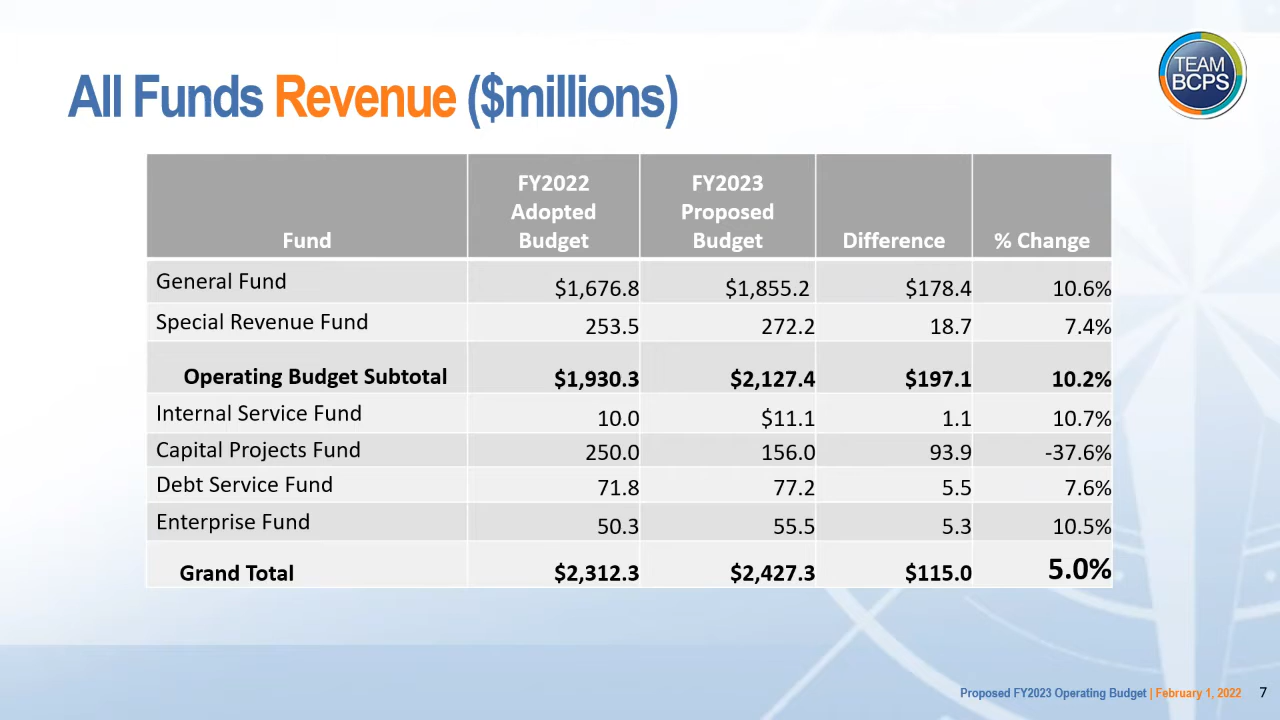 TEAM
BCPS
All Funds Revenue ($millions)
Fund FY2022 Adopted Budget FY2023 Proposed Budget Difference % Change
General Fund $1,676.8 $1,855.2 $178.4 10.6%
Special Revenue Fund 253.5 272.2 18.7 7.4%
Operating Budget Subtotal $1,930.3 $2,127.4 $197.1 10.2%
Internal Service Fund 10.0 $11.1 1.1 10.7%
Capital Projects Fund 250.0 156.0 93.9 -37.6%
Debt Service Fund 71.8 77.2 5.5 7.6%
Enterprise Fund 50.3 55.5 5.3 10.5%
Grand Total $2,312.3 $2,427.3 $115.0 5.0%
Proposed FY2023 Operating Budget | February 1, 2022 7